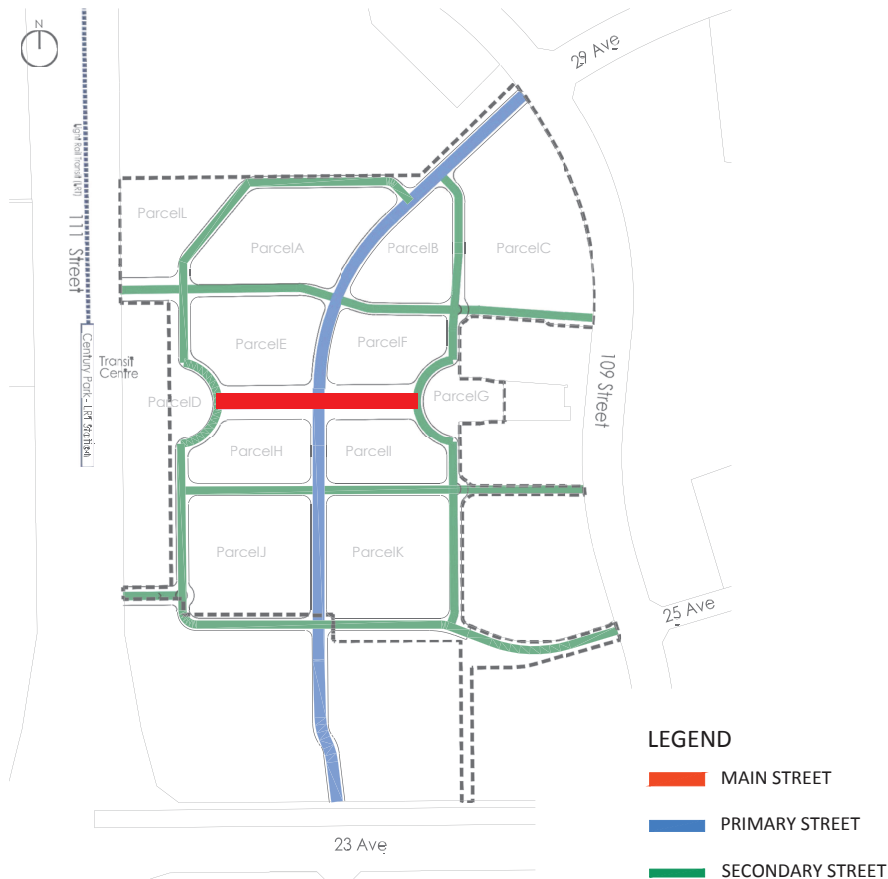 N
29 Ave
Light Rail Transit (LRT)
111 Street
ParcelL
ParcelA
ParcelB
ParcelC
ParcelE
ParcelF
Century Park - LRT Station
Transit
Centre
109 Street
ParcelD
ParcelG
ParcelH
ParcelI
ParcelJ
ParcelK
25 Ave
LEGEND
MAIN STREET
PRIMARY STREET
23 Ave
SECONDARY STREET